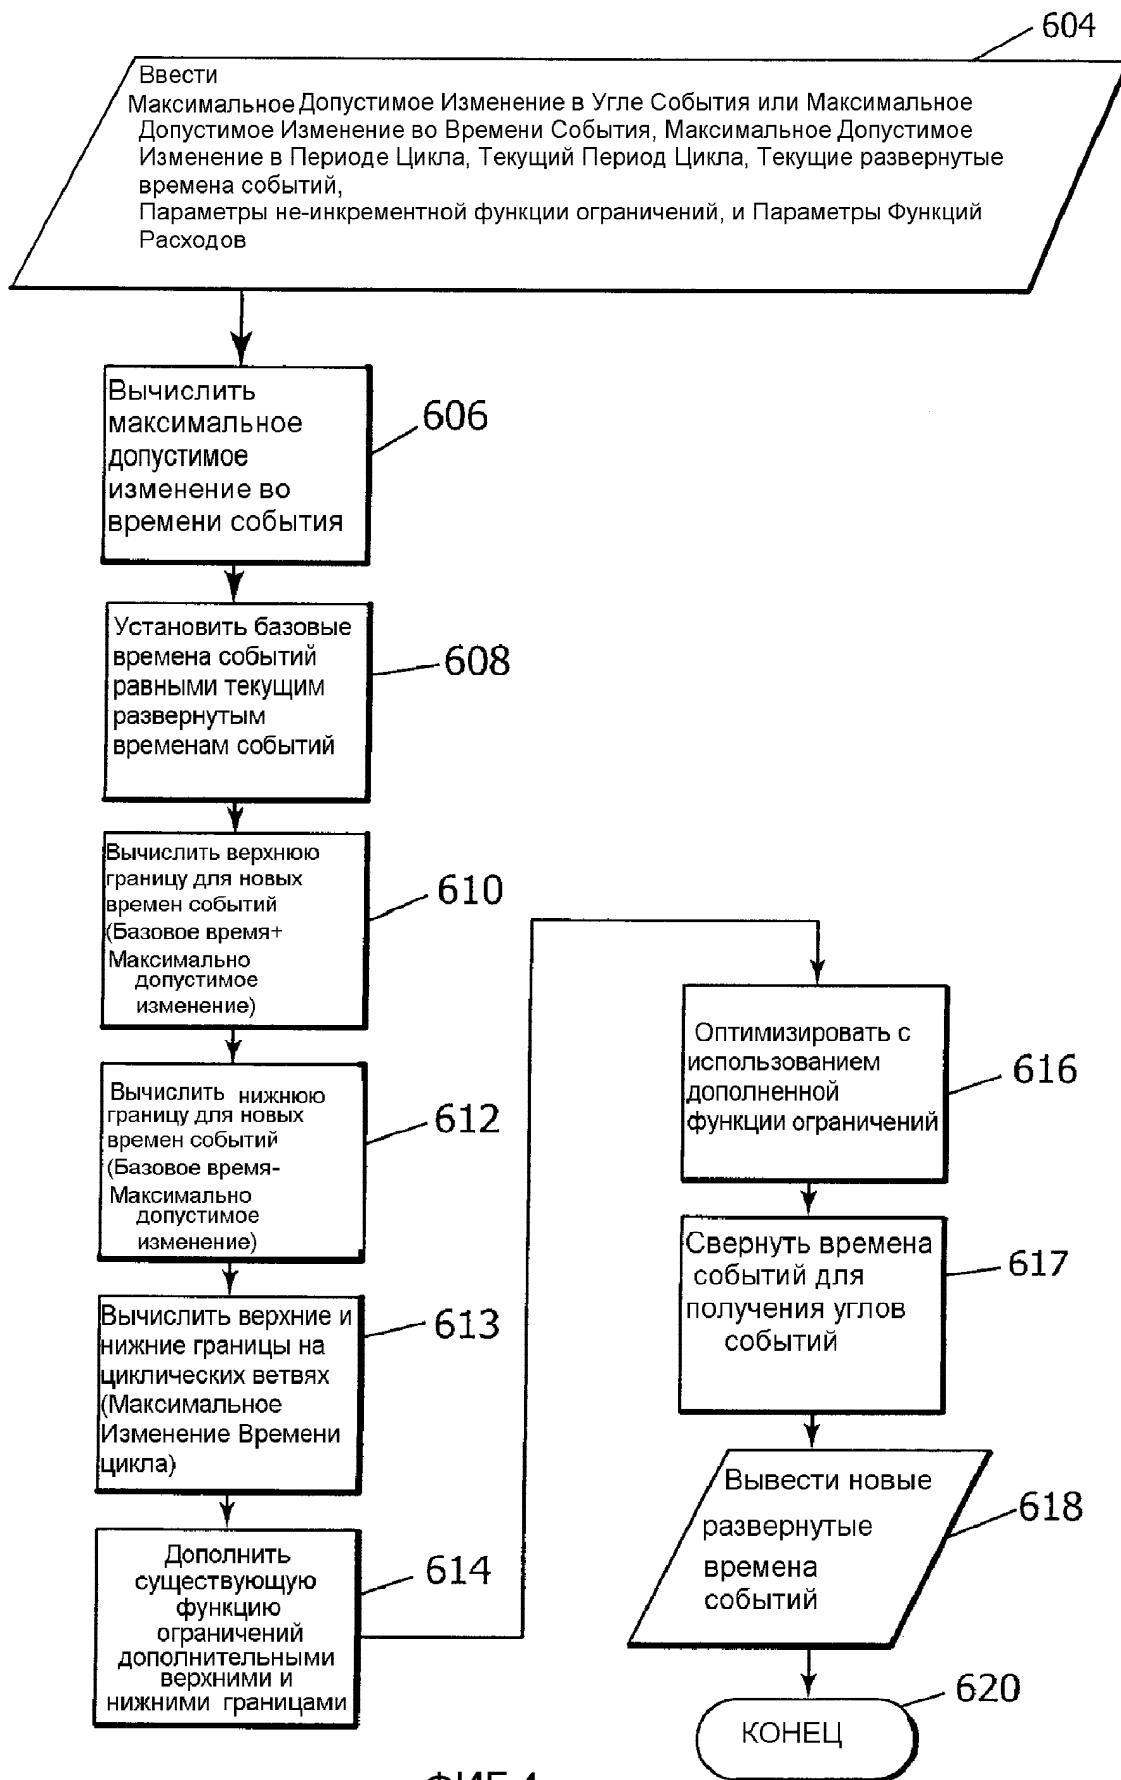 604
Ввести
Максимальное Допустимое Изменение в Угле События или Максимальное
Допустимое Изменение во Времени События, Максимальное Допустимое
Изменение в Периоде Цикла, Текущий Период Цикла, Текущие развернутые
времена событий,
Параметры не-инкрементной функции ограничений, и Параметры Функций
Расходов
Вычислить
максимальное
допустимое
изменение во
времени события
606
Установить базовые
времена событий
равными текущим
развернутым
временам событий
608
Вычислить верхнюю
границу для новых
времен событий
(Базовое время+
Максимально
допустимое
изменение)
610
Вычислить нижнюю
границу для новых
времен событий
(Базовое время-
Максимально
допустимое
изменение)
612
Вычислить верхние и
нижние границы на
циклических ветвях
(Максимальное
Изменение Времени
цикла)
613
Дополнить
существующую
функцию
ограничений
дополнительными
верхними и
нижними границами
614
Оптимизировать с
использованием
дополненной
функции ограничений
616
Свернуть времена
событий для
получения углов
событий
617
Вывести новые
развернутые
времена
событий
618
КОНЕЦ
620